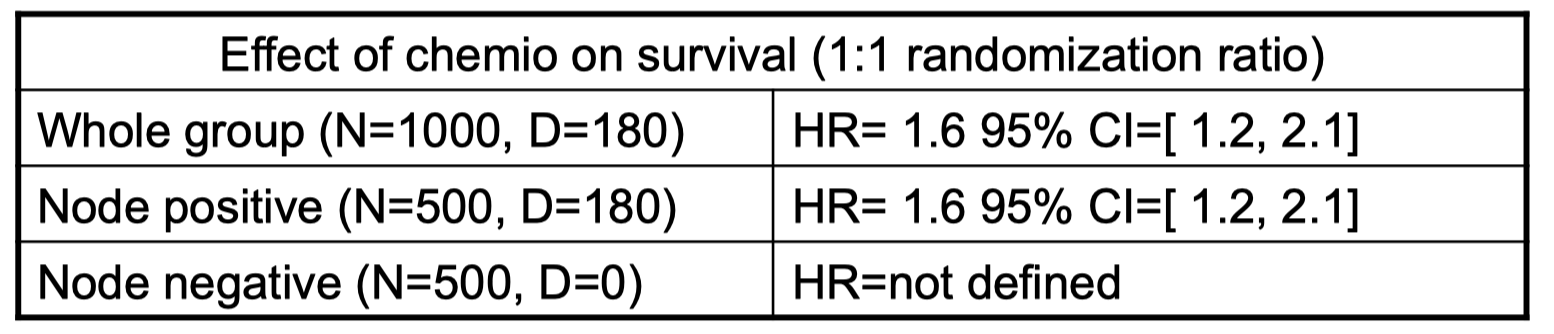 Effect of chemio on survival (1:1 randomization ratio)
Whole group (N=1000, D=180) HR= 1.6 95% CI=[ 1.2, 2.1]
Node positive (N=500, D=180) HR= 1.6 95% CI=[ 1.2, 2.1]
Node negative (N=500, D=0) HR=not defined